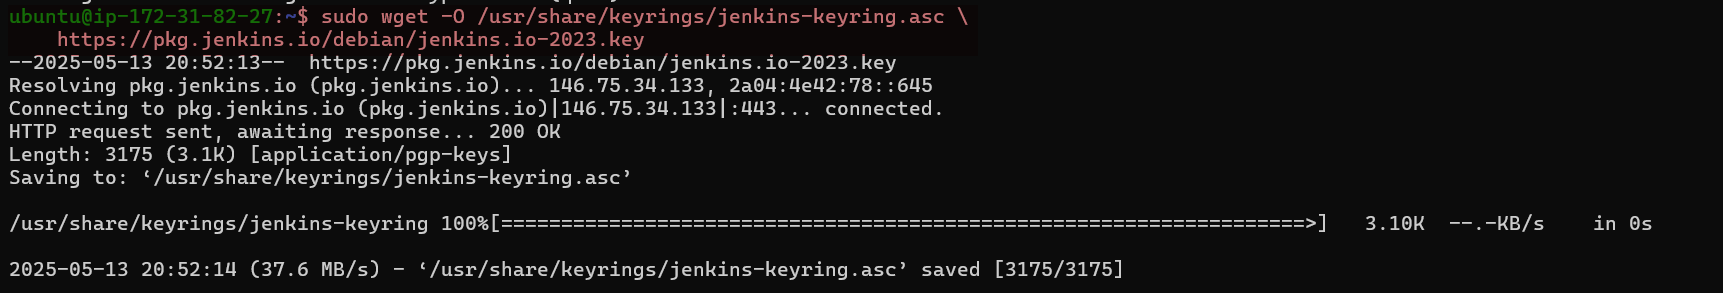 ubuntu@ip-172-31-82-27:~$ sudo wget -O /usr/share/keyrings/jenkins-keyring.asc \
    https://pkg.jenkins.io/debian/jenkins.io-2023.key
--2025-05-13 20:52:13--  https://pkg.jenkins.io/debian/jenkins.io-2023.key
Resolving pkg.jenkins.io (pkg.jenkins.io)... 146.75.34.133, 2a04:4e42:78::645
Connecting to pkg.jenkins.io (pkg.jenkins.io)|146.75.34.133|:443... connected.
HTTP request sent, awaiting response... 200 OK
Length: 3175 (3.1K) [application/pgp-keys]
Saving to: ‘/usr/share/keyrings/jenkins-keyring.asc’
/usr/share/keyrings/jenkins-keyring 100%[===================================================================>]   3.10K  --.-KB/s    in 0s
2025-05-13 20:52:14 (37.6 MB/s) - ‘/usr/share/keyrings/jenkins-keyring.asc’ saved [3175/3175]